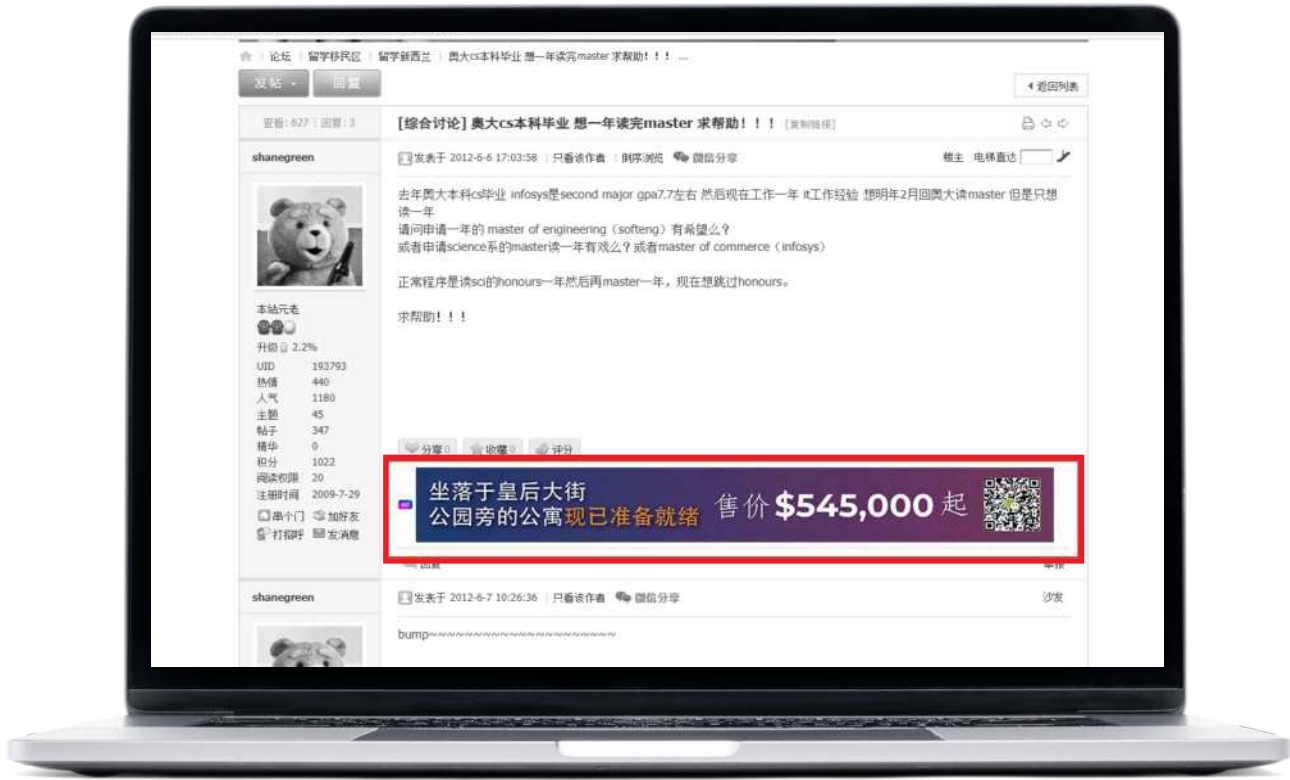 论坛 留学移民区 留学新西兰 奥大cs本科毕业 想一年读完master 求帮助！！！ ...
发帖 回复
返回列表
查看: 627 回复: 3
[综合讨论] 奥大cs本科毕业 想一年读完master 求帮助！！！ [复制链接]
shanegreen
发表于 2012-6-6 17:03:58 只看该作者 倒序浏览 微信分享
楼主 电梯直达
去年奥大本科cs毕业 infosys是second major gpa7.7左右 然后现在工作一年 it工作经验 想明年2月回奥大读master 但是只想
读一年
请问申请一年的 master of engineering（softeng）有希望么？
或者申请science系的master读一年有戏么？或者master of commerce（infosys）
正常程序是读sci的honours一年然后再master一年，现在想跳过honours。
求帮助！！！
本站元老
升级 2.2%
UID 193793
热情 440
人气 1180
主题 45
帖子 347
精华 0
积分 1022
阅读权限 20
注册时间 2009-7-29
串个门 加好友
打招呼 发消息
分享0 收藏0 评分
坐落于皇后大街
公园旁的公寓现已准备就绪
售价$545,000起
回复
举报
shanegreen
发表于 2012-6-7 10:26:36 只看该作者 微信分享
沙发
bump~~~~~~~~~~~~~~~~~~~~~